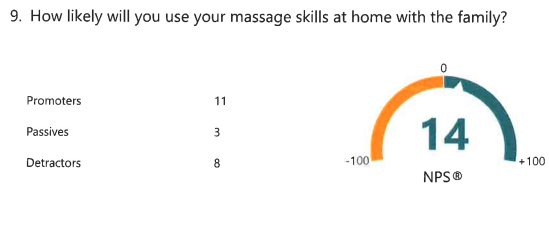 9. How likely will you use your massage skills at home with the family?
0
Promoters 11
Passives 3
14
Detractors 8
-100
+100
NPS®